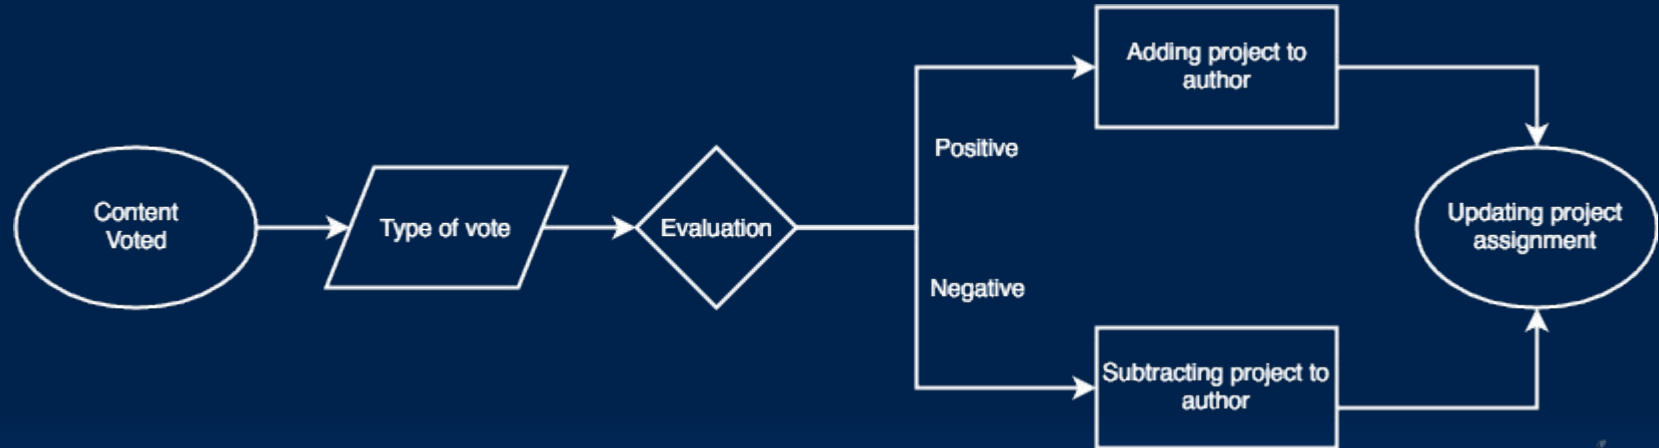 Content
Voted
Type of vote
Evaluation
Positive
Negative
Adding project to
author
Subtracting project to
author
Updating project
assignment